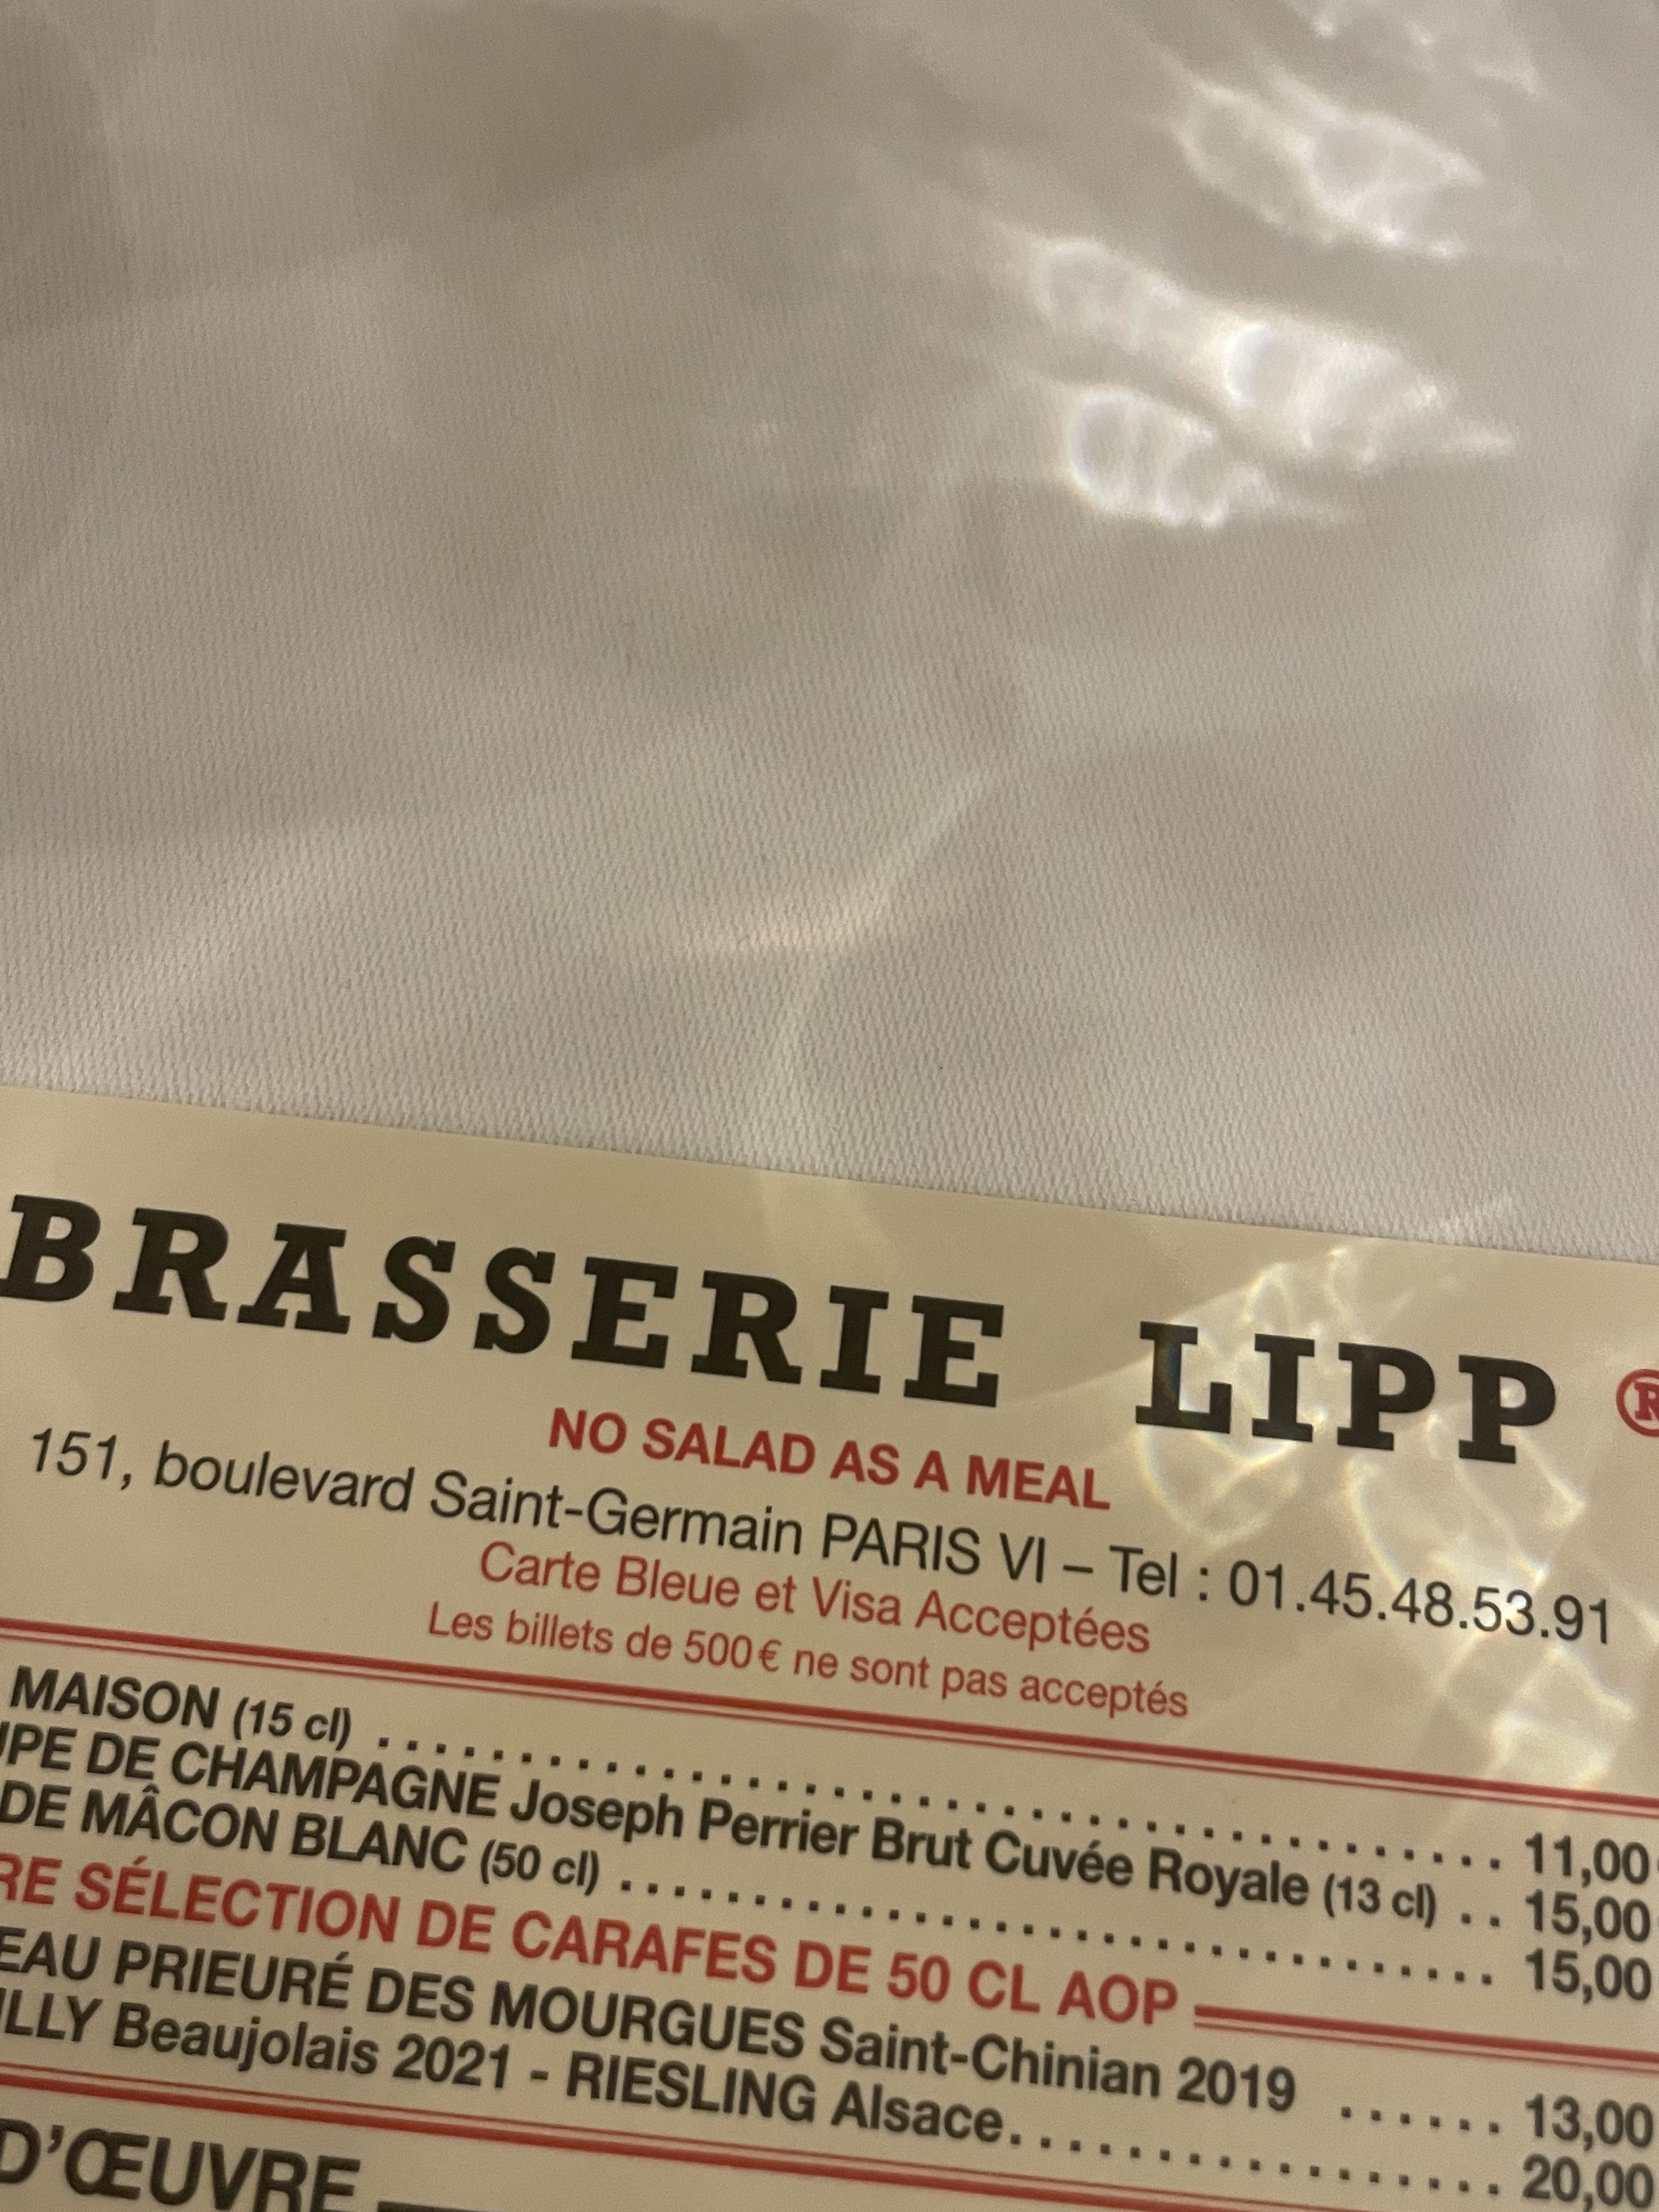 BRASSERIE LIPP ®
NO SALAD AS A MEAL
151, boulevard Saint-Germain PARIS VI – Tel : 01.45.48.53.91
Carte Bleue et Visa Acceptées
Les billets de 500€ ne sont pas acceptés
MAISON (15 cl) . . . . . . . . . . . . . . . . . . . . . . . . . . . . . . . . . . . . . . . . 11,00
UPE DE CHAMPAGNE Joseph Perrier Brut Cuvée Royale (13 cl) . . 15,00
DE MÂCON BLANC (50 cl) . . . . . . . . . . . . . . . . . . . . . . . . . . . . . . . 15,00
RE SÉLECTION DE CARAFES DE 50 CL AOP
EAU PRIEURÉ DES MOURGUES Saint-Chinian 2019 . . . . . . 13,00
ILLY Beaujolais 2021 - RIESLING Alsace. . . . . . . . . . . . . . . . . . 20,00
D'ŒUVRE